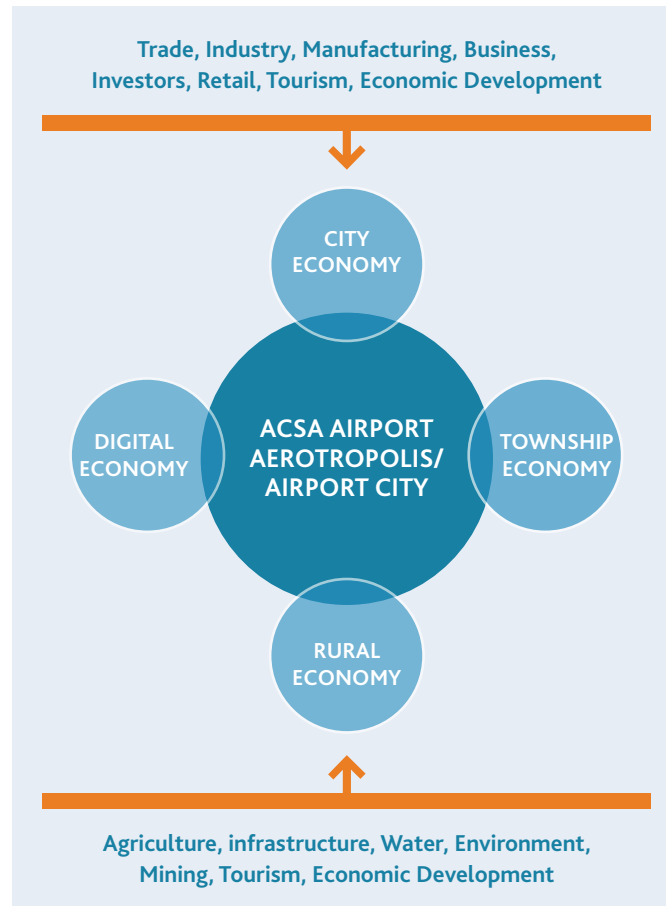 Trade, Industry, Manufacturing, Business,
Investors, Retail, Tourism, Economic Development
CITY
ECONOMY
DIGITAL
ECONOMY
ACSA AIRPORT
AEROTROPOLIS/
AIRPORT CITY
TOWNSHIP
ECONOMY
RURAL
ECONOMY
Agriculture, infrastructure, Water, Environment,
Mining, Tourism, Economic Development